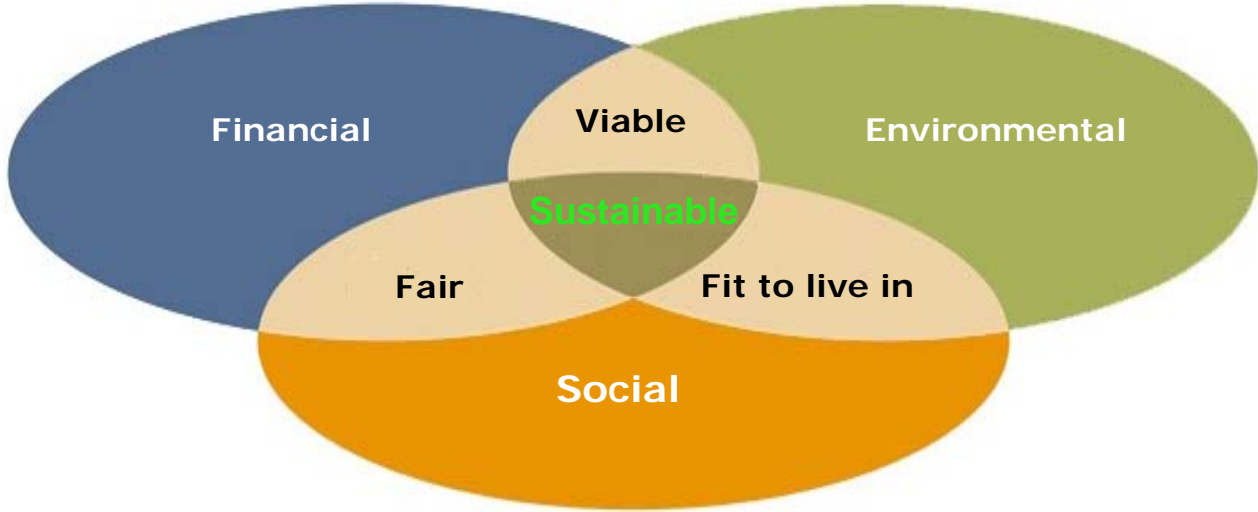 Financial
Viable
Environmental
Sustainable
Fair
Fit to live in
Social